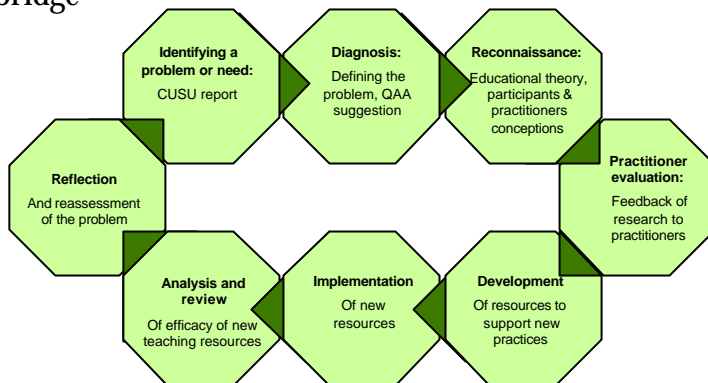 Identifying a
problem or need:
CUSU report
Diagnosis:
Defining the
problem, QAA
suggestion
Reconnaissance:
Educational theory,
participants &
practitioners
conceptions
Practitioner
evaluation:
Feedback of
research to
practitioners
Development
Of resources to
support new
practices
Implementation
Of new
resources
Analysis and
review
Of efficacy of new
teaching resources
Reflection
And reassessment
of the problem